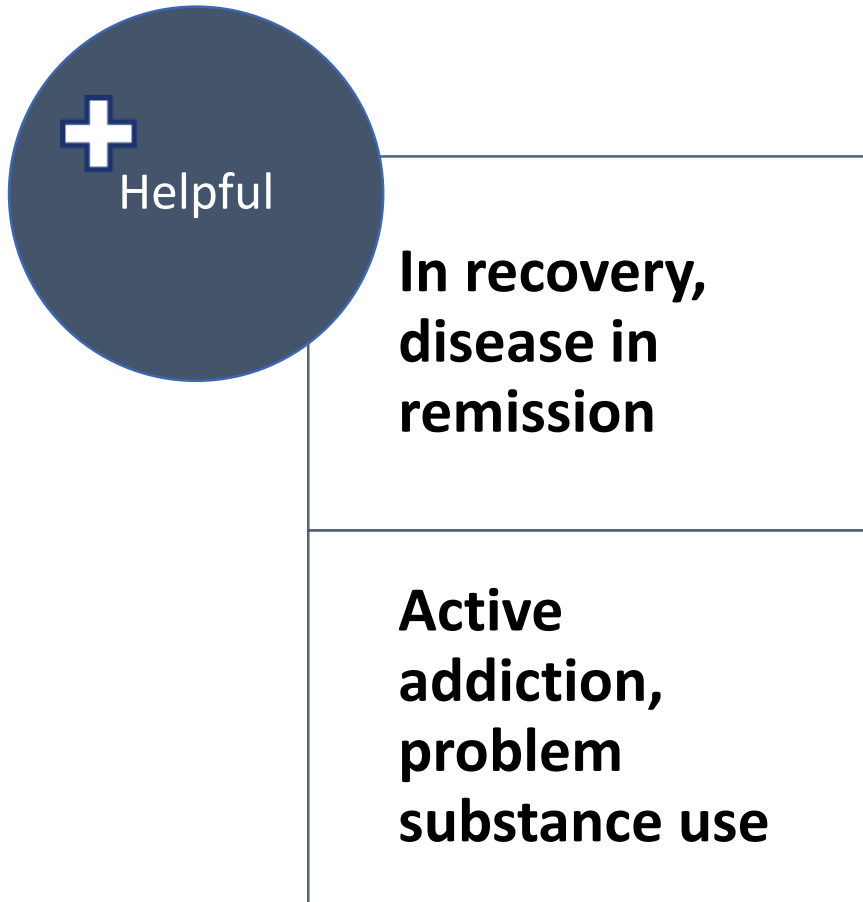 Helpful
In recovery,
disease in
remission
Active
addiction,
problem
substance use